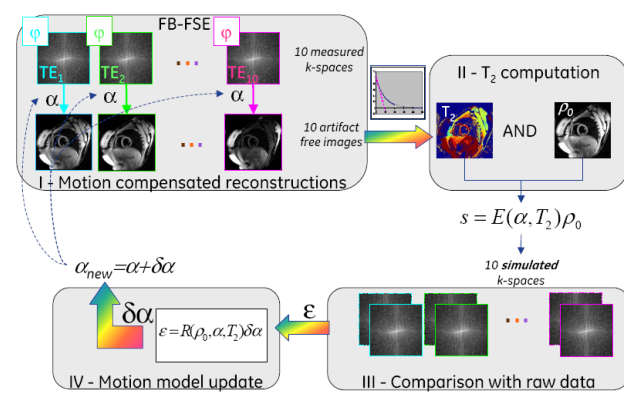 FB-FSE
φ φ φ
TE₁ TE₂ TE₁₀
α α α
10 measured
k-spaces
10 artifact
free images
I - Motion compensated reconstructions
II - T₂ computation
T₂ AND ρ₀
s = E(α,T₂)ρ₀
10 simulated
k-spaces
αnew=α+δα
δα
ε=R(ρ₀,α,T₂)δα
ε
IV - Motion model update
III - Comparison with raw data